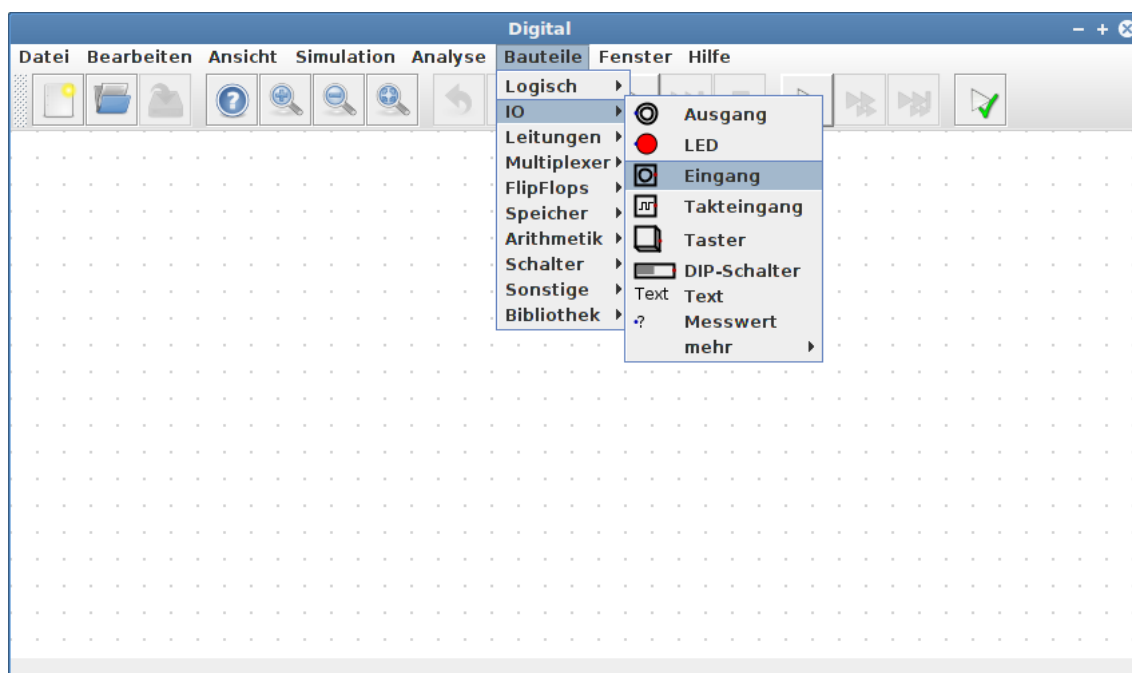 Digital
Datei Bearbeiten Ansicht Simulation Analyse Bauteile Fenster Hilfe
Logisch
IO
Leitungen
Multiplexer
FlipFlops
Speicher
Arithmetik
Schalter
Sonstige
Bibliothek
Ausgang
LED
Eingang
Takteingang
Taster
DIP-Schalter
Text Text
? Messwert
mehr